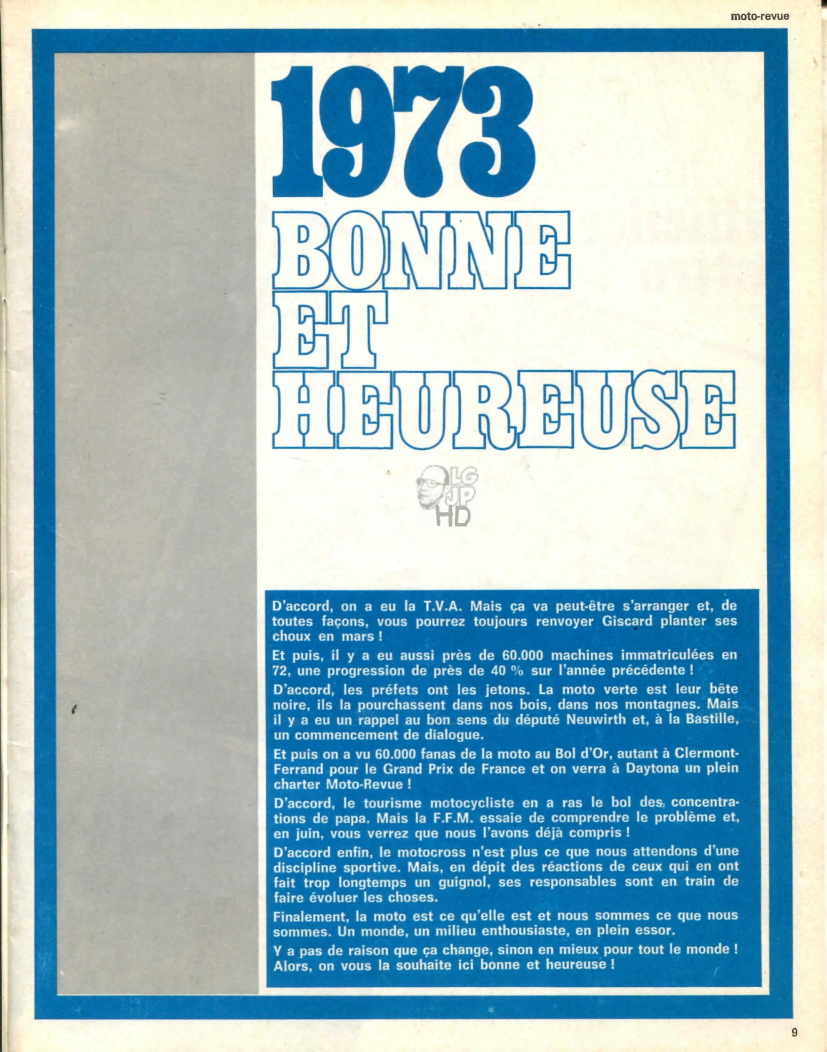 moto-revue
1973
BONNE
ET
HEUREUSE
LG
JP
HD
D'accord, on a eu la T.V.A. Mais ça va peut-être s'arranger et, de
toutes façons, vous pourrez toujours renvoyer Giscard planter ses
choux en mars !
Et puis, il y a eu aussi près de 60.000 machines immatriculées en
72, une progression de près de 40 % sur l'année précédente !
D'accord, les préfets ont les jetons. La moto verte est leur bête
noire, ils la pourchassent dans nos bois, dans nos montagnes. Mais
il y a eu un rappel au bon sens du député Neuwirth et, à la Bastille,
un commencement de dialogue.
Et puis on a vu 60.000 fanas de la moto au Bol d'Or, autant à Clermont-
Ferrand pour le Grand Prix de France et on verra à Daytona un plein
charter Moto-Revue !
D'accord, le tourisme motocycliste en a ras le bol des concentra-
tions de papa. Mais la F.F.M. essaie de comprendre le problème et,
en juin, vous verrez que nous l'avons déjà compris !
D'accord enfin, le motocross n'est plus ce que nous attendons d'une
discipline sportive. Mais, en dépit des réactions de ceux qui en ont
fait trop longtemps un guignol, ses responsables sont en train de
faire évoluer les choses.
Finalement, la moto est ce qu'elle est et nous sommes ce que nous
sommes. Un monde, un milieu enthousiaste, en plein essor.
Y a pas de raison que ça change, sinon en mieux pour tout le monde !
Alors, on vous la souhaite ici bonne et heureuse !
9